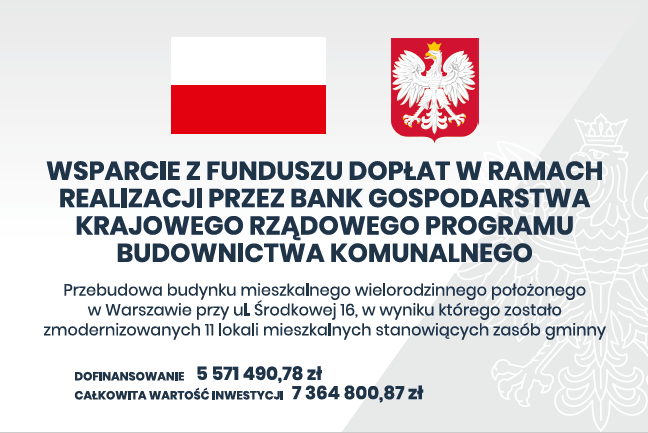 WSPARCIE Z FUNDUSZU DOPŁAT W RAMACH
REALIZACJI PRZEZ BANK GOSPODARSTWA
KRAJOWEGO RZĄDOWEGO PROGRAMU
BUDOWNICTWA KOMUNALNEGO
Przebudowa budynku mieszkalnego wielorodzinnego położonego
w Warszawie przy ul. Środkowej 16, w wyniku którego zostało
zmodernizowanych 11 lokali mieszkalnych stanowiących zasób gminny
DOFINANSOWANIE 5 571 490,78 zł
CAŁKOWITA WARTOŚĆ INWESTYCJI 7 364 800,87 zł